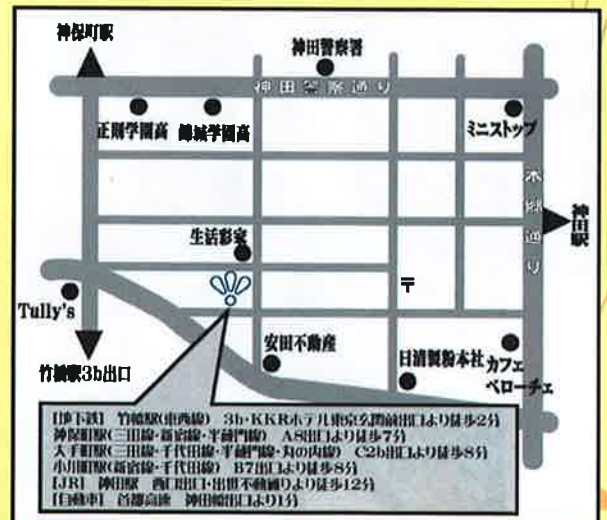 神保町駅
神田警察署
神田警察通り
正則学園高
錦城学園高
ミニストップ
本郷通り
神田駅
生活彩家
〒
Tully's
竹橋駅3b出口
安田不動産
日清製粉本社
カフェ
ベローチェ
【地下鉄】 竹橋駅(東西線) 3b・KKRホテル東京玄関前出口より徒歩2分
神保町駅(三田線・新宿線・半蔵門線) A8出口より徒歩7分
大手町駅(三田線・千代田線・半蔵門線・丸の内線) C2b出口より徒歩8分
小川町駅(新宿線・千代田線) B7出口より徒歩8分
【JR】 神田駅 西口出口・出世不動通りより徒歩12分
【自動車】 首都高速 神田橋出口より1分